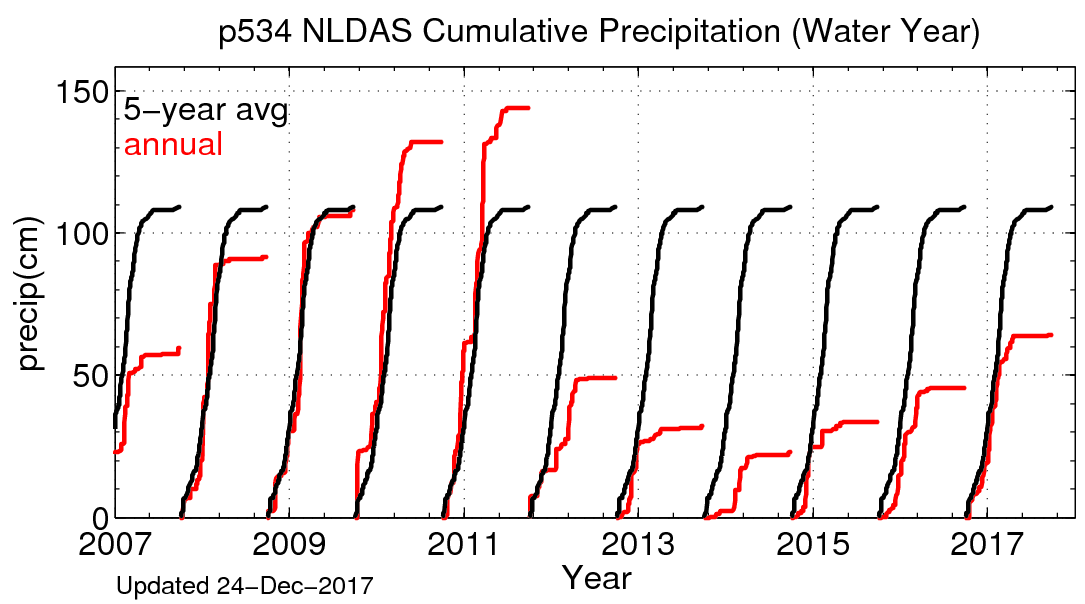 p534 NLDAS Cumulative Precipitation (Water Year)
150
5−year avg
annual
100
precip(cm)
50
0
2007 2009 2011 2013 2015 2017
Year
Updated 24−Dec−2017